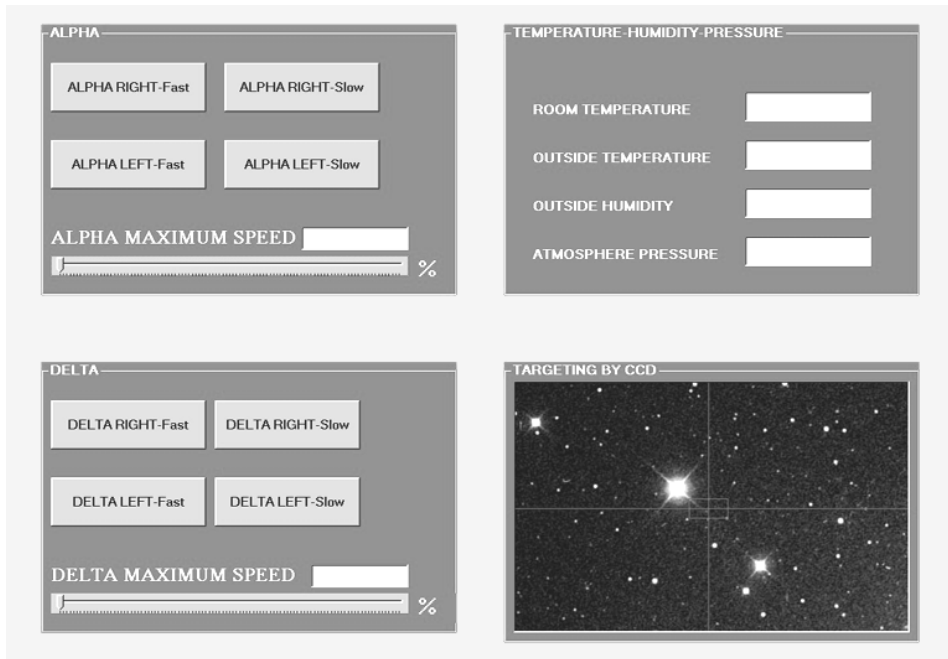 ALPHA
ALPHA RIGHT-Fast
ALPHA RIGHT-Slow
ALPHA LEFT-Fast
ALPHA LEFT-Slow
ALPHA MAXIMUM SPEED
%
TEMPERATURE-HUMIDITY-PRESSURE
ROOM TEMPERATURE
OUTSIDE TEMPERATURE
OUTSIDE HUMIDITY
ATMOSPHERE PRESSURE
DELTA
DELTA RIGHT-Fast
DELTA RIGHT-Slow
DELTA LEFT-Fast
DELTA LEFT-Slow
DELTA MAXIMUM SPEED
%
TARGETING BY CCD